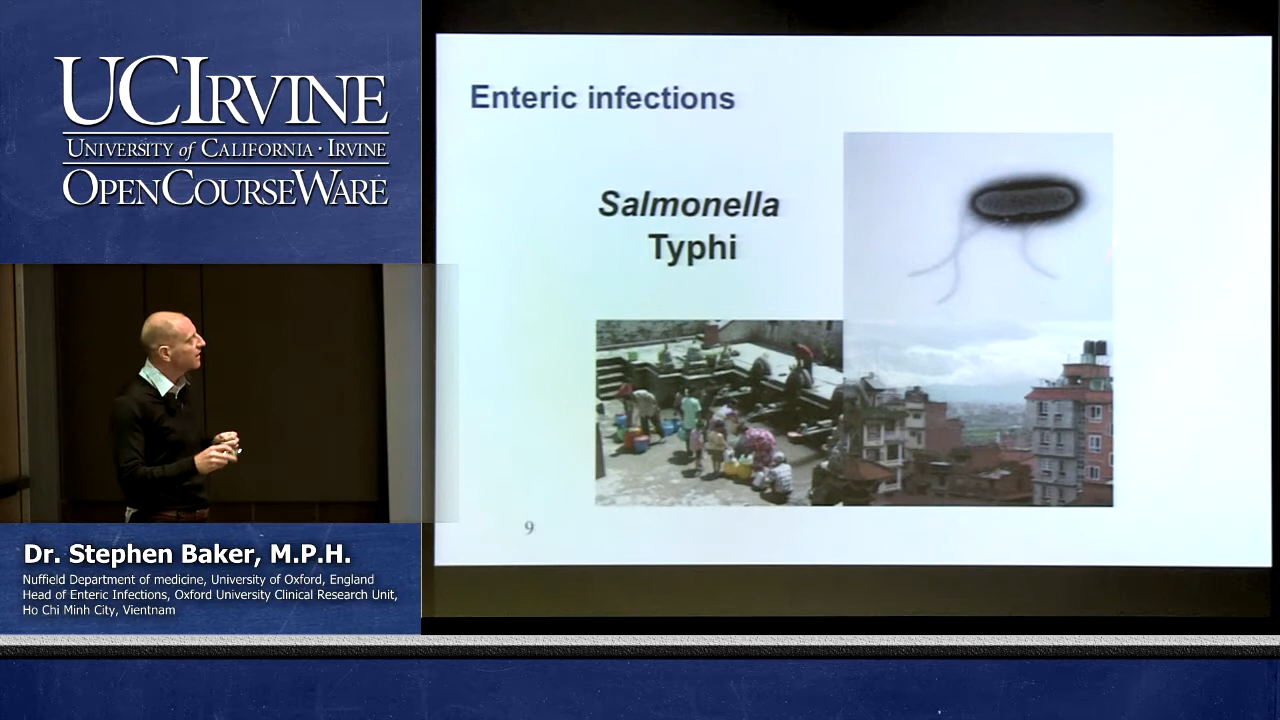 UCIRVINE
UNIVERSITY of CALIFORNIA · IRVINE
OPENCOURSEWARE
Enteric infections
Salmonella
Typhi
9
Dr. Stephen Baker, M.P.H.
Nuffield Department of medicine, University of Oxford, England
Head of Enteric Infections, Oxford University Clinical Research Unit,
Ho Chi Minh City, Vientnam